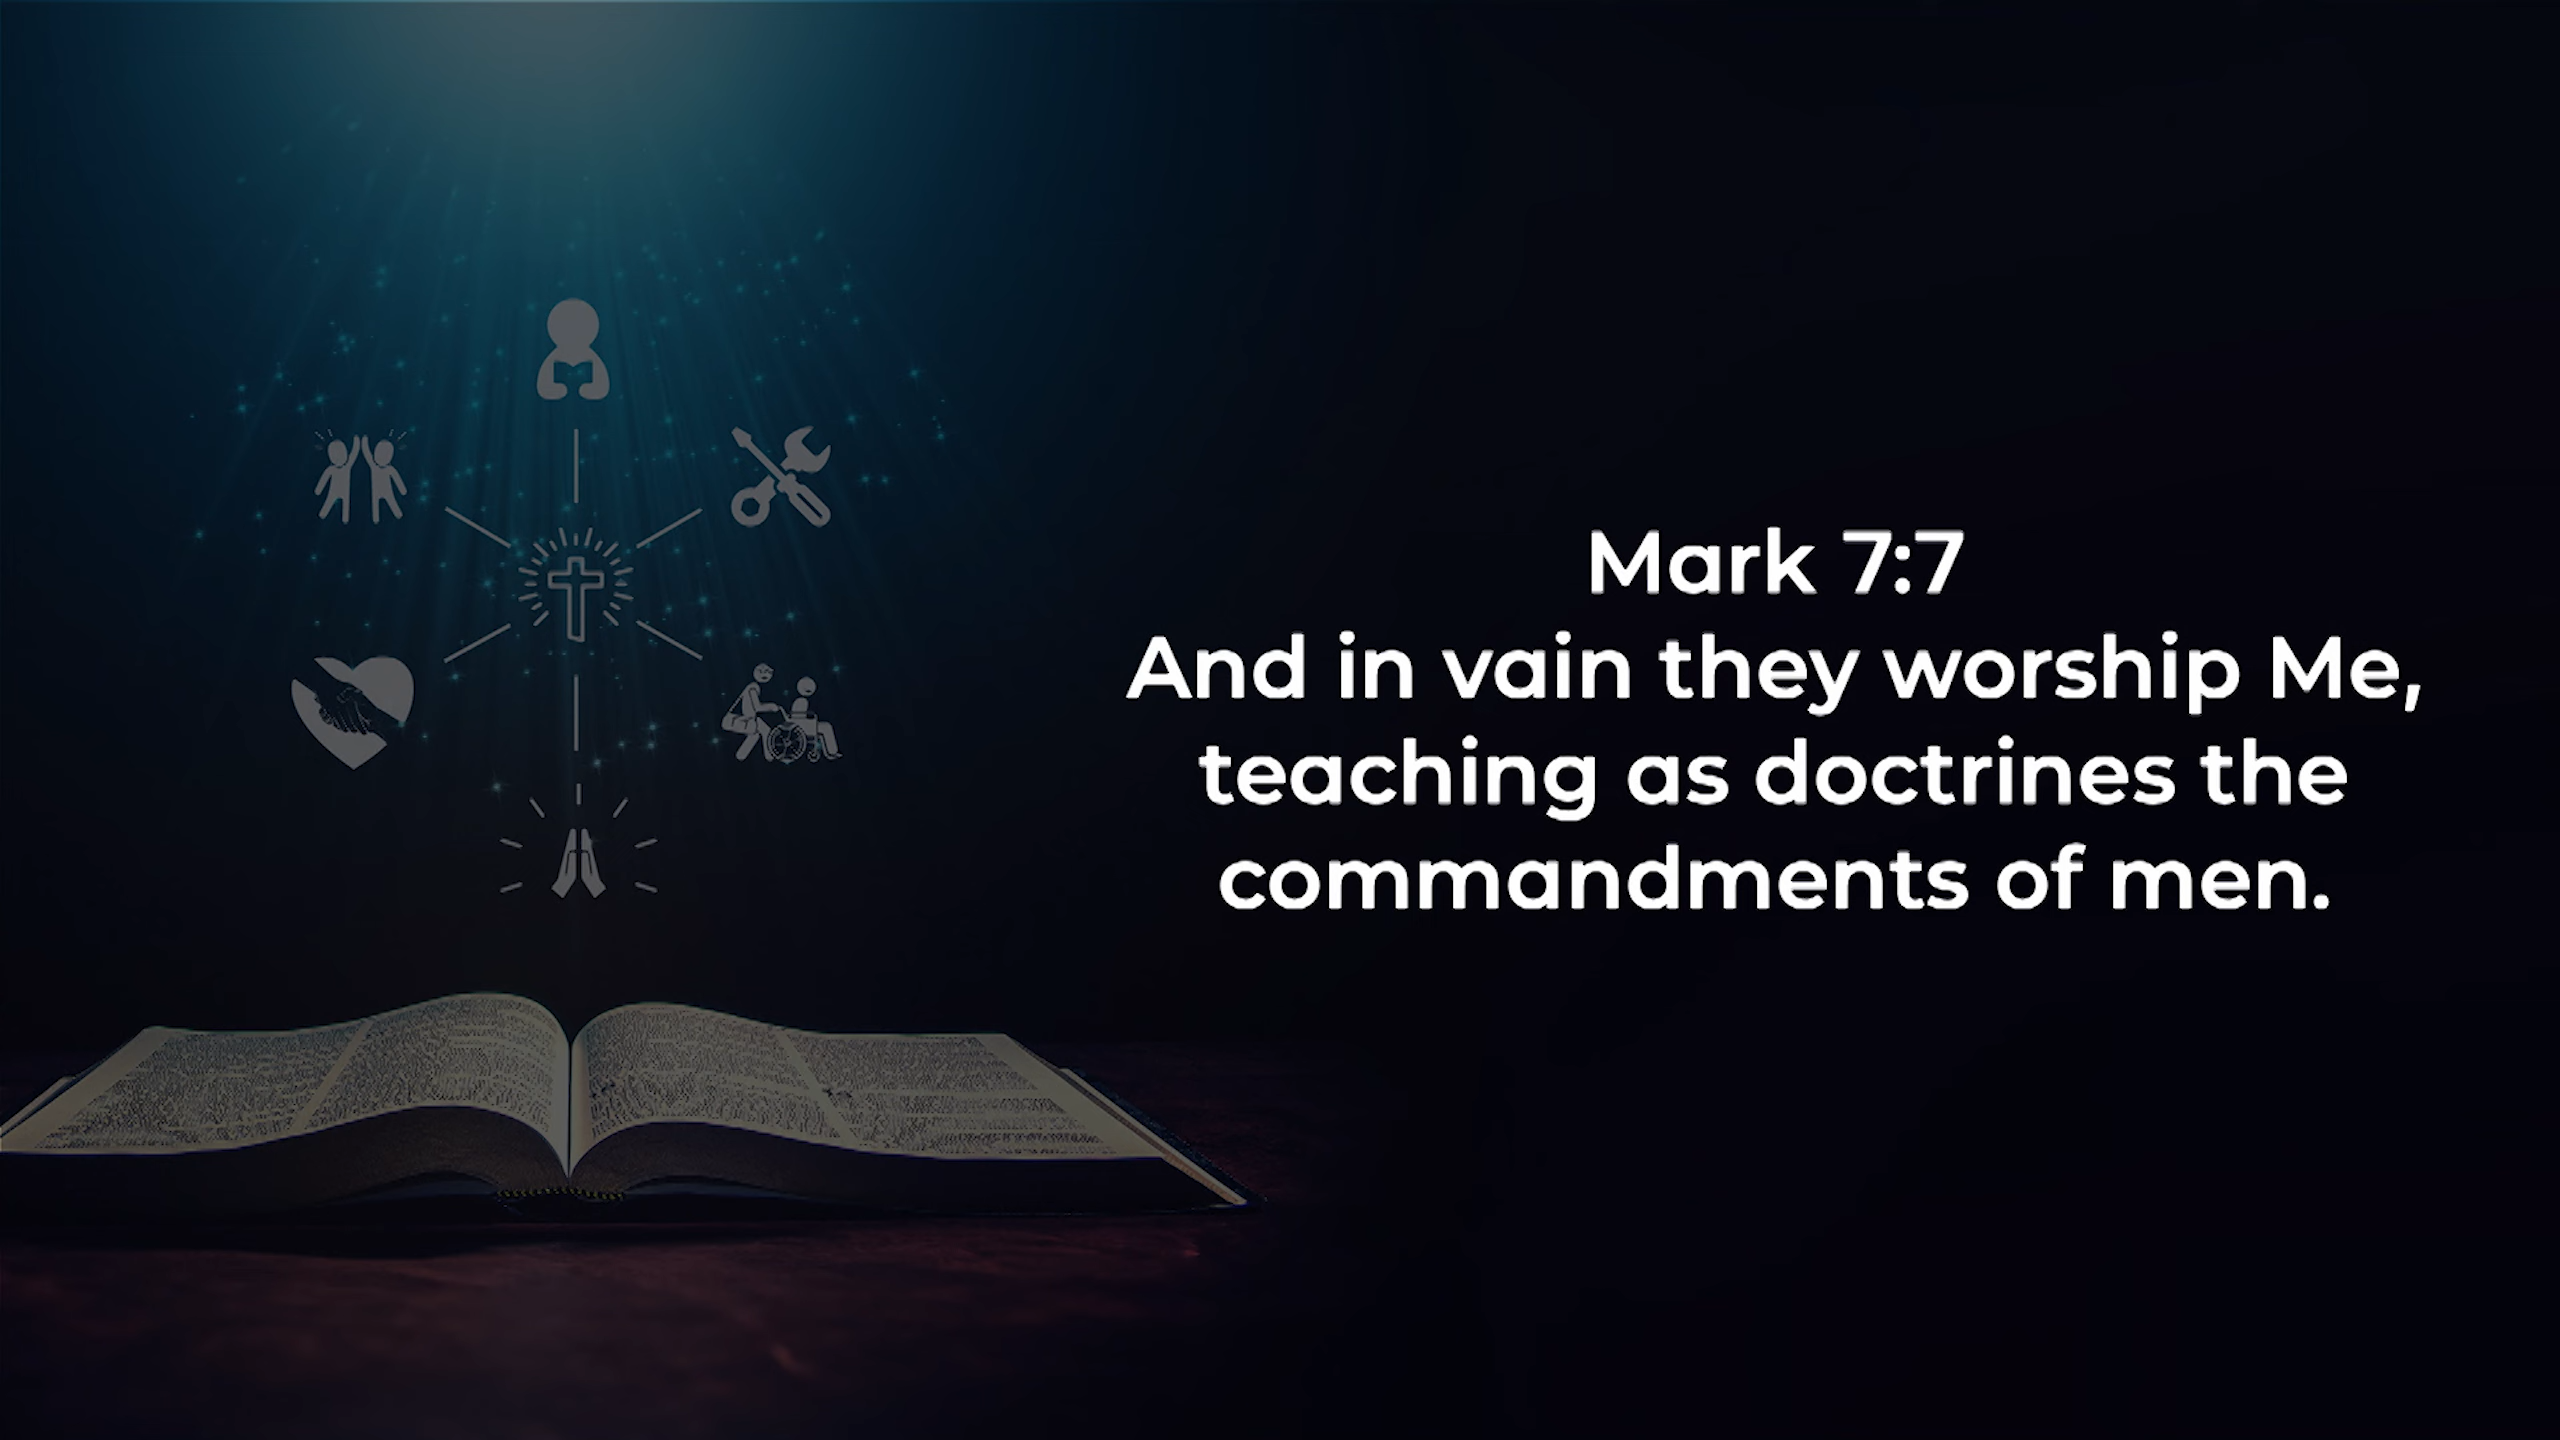 Mark 7:7
And in vain they worship Me,
teaching as doctrines the
commandments of men.